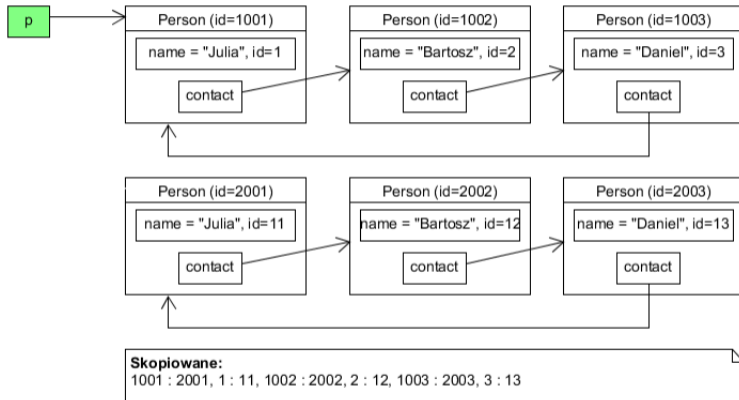 p
Person (id=1001)
Person (id=1002)
Person (id=1003)
name = "Julia", id=1
name = "Bartosz", id=2
name = "Daniel", id=3
contact
contact
contact
Person (id=2001)
Person (id=2002)
Person (id=2003)
name = "Julia", id=11
name = "Bartosz", id=12
name = "Daniel", id=13
contact
contact
contact
Skopiowane:
1001 : 2001, 1 : 11, 1002 : 2002, 2 : 12, 1003 : 2003, 3 : 13